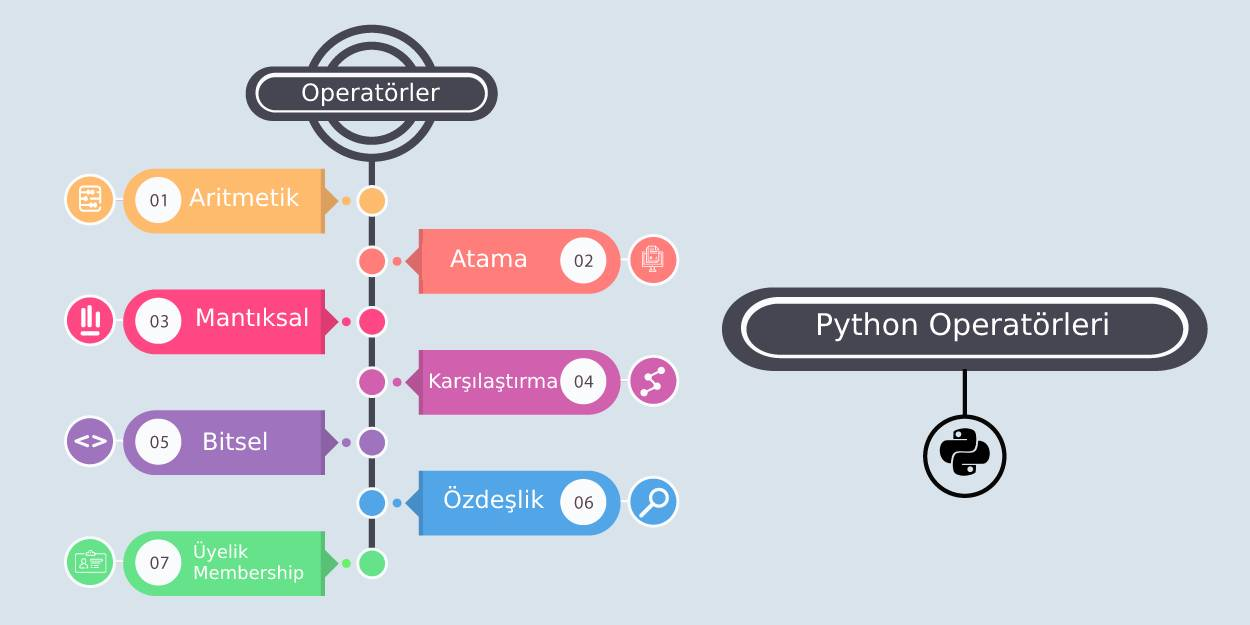 Operatörler
01 Aritmetik
Atama 02
03 Mantıksal
Karşılaştırma 04
05 Bitsel
Özdeşlik 06
07 Üyelik
Membership
Python Operatörleri